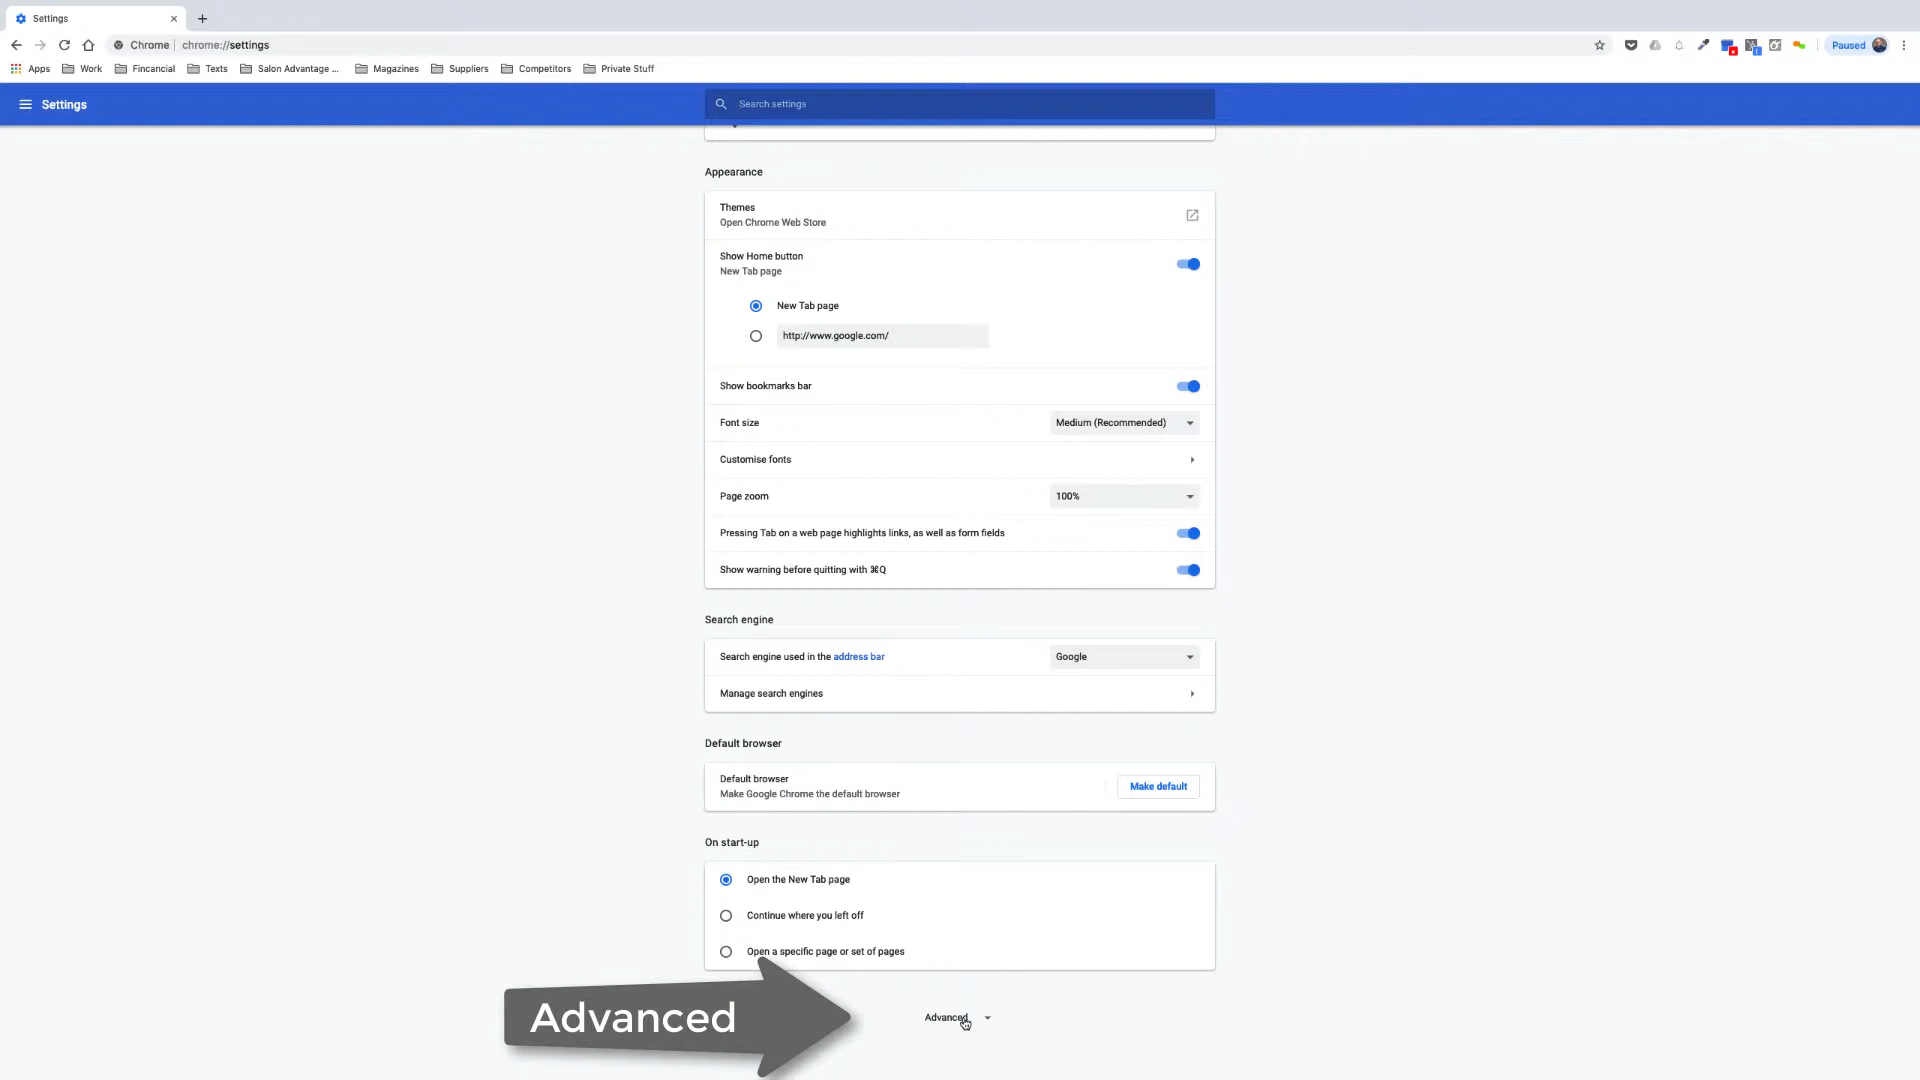 Settings
Chrome chrome://settings
Paused
Apps Work Fincancial Texts Salon Advantage ... Magazines Suppliers Competitors Private Stuff
Settings
Search settings
Appearance
Themes
Open Chrome Web Store
Show Home button
New Tab page
New Tab page
http://www.google.com/
Show bookmarks bar
Font size Medium (Recommended)
Customise fonts
Page zoom 100%
Pressing Tab on a web page highlights links, as well as form fields
Show warning before quitting with ⌘Q
Search engine
Search engine used in the address bar Google
Manage search engines
Default browser
Default browser
Make Google Chrome the default browser
Make default
On start-up
Open the New Tab page
Continue where you left off
Open a specific page or set of pages
Advanced
Advanced